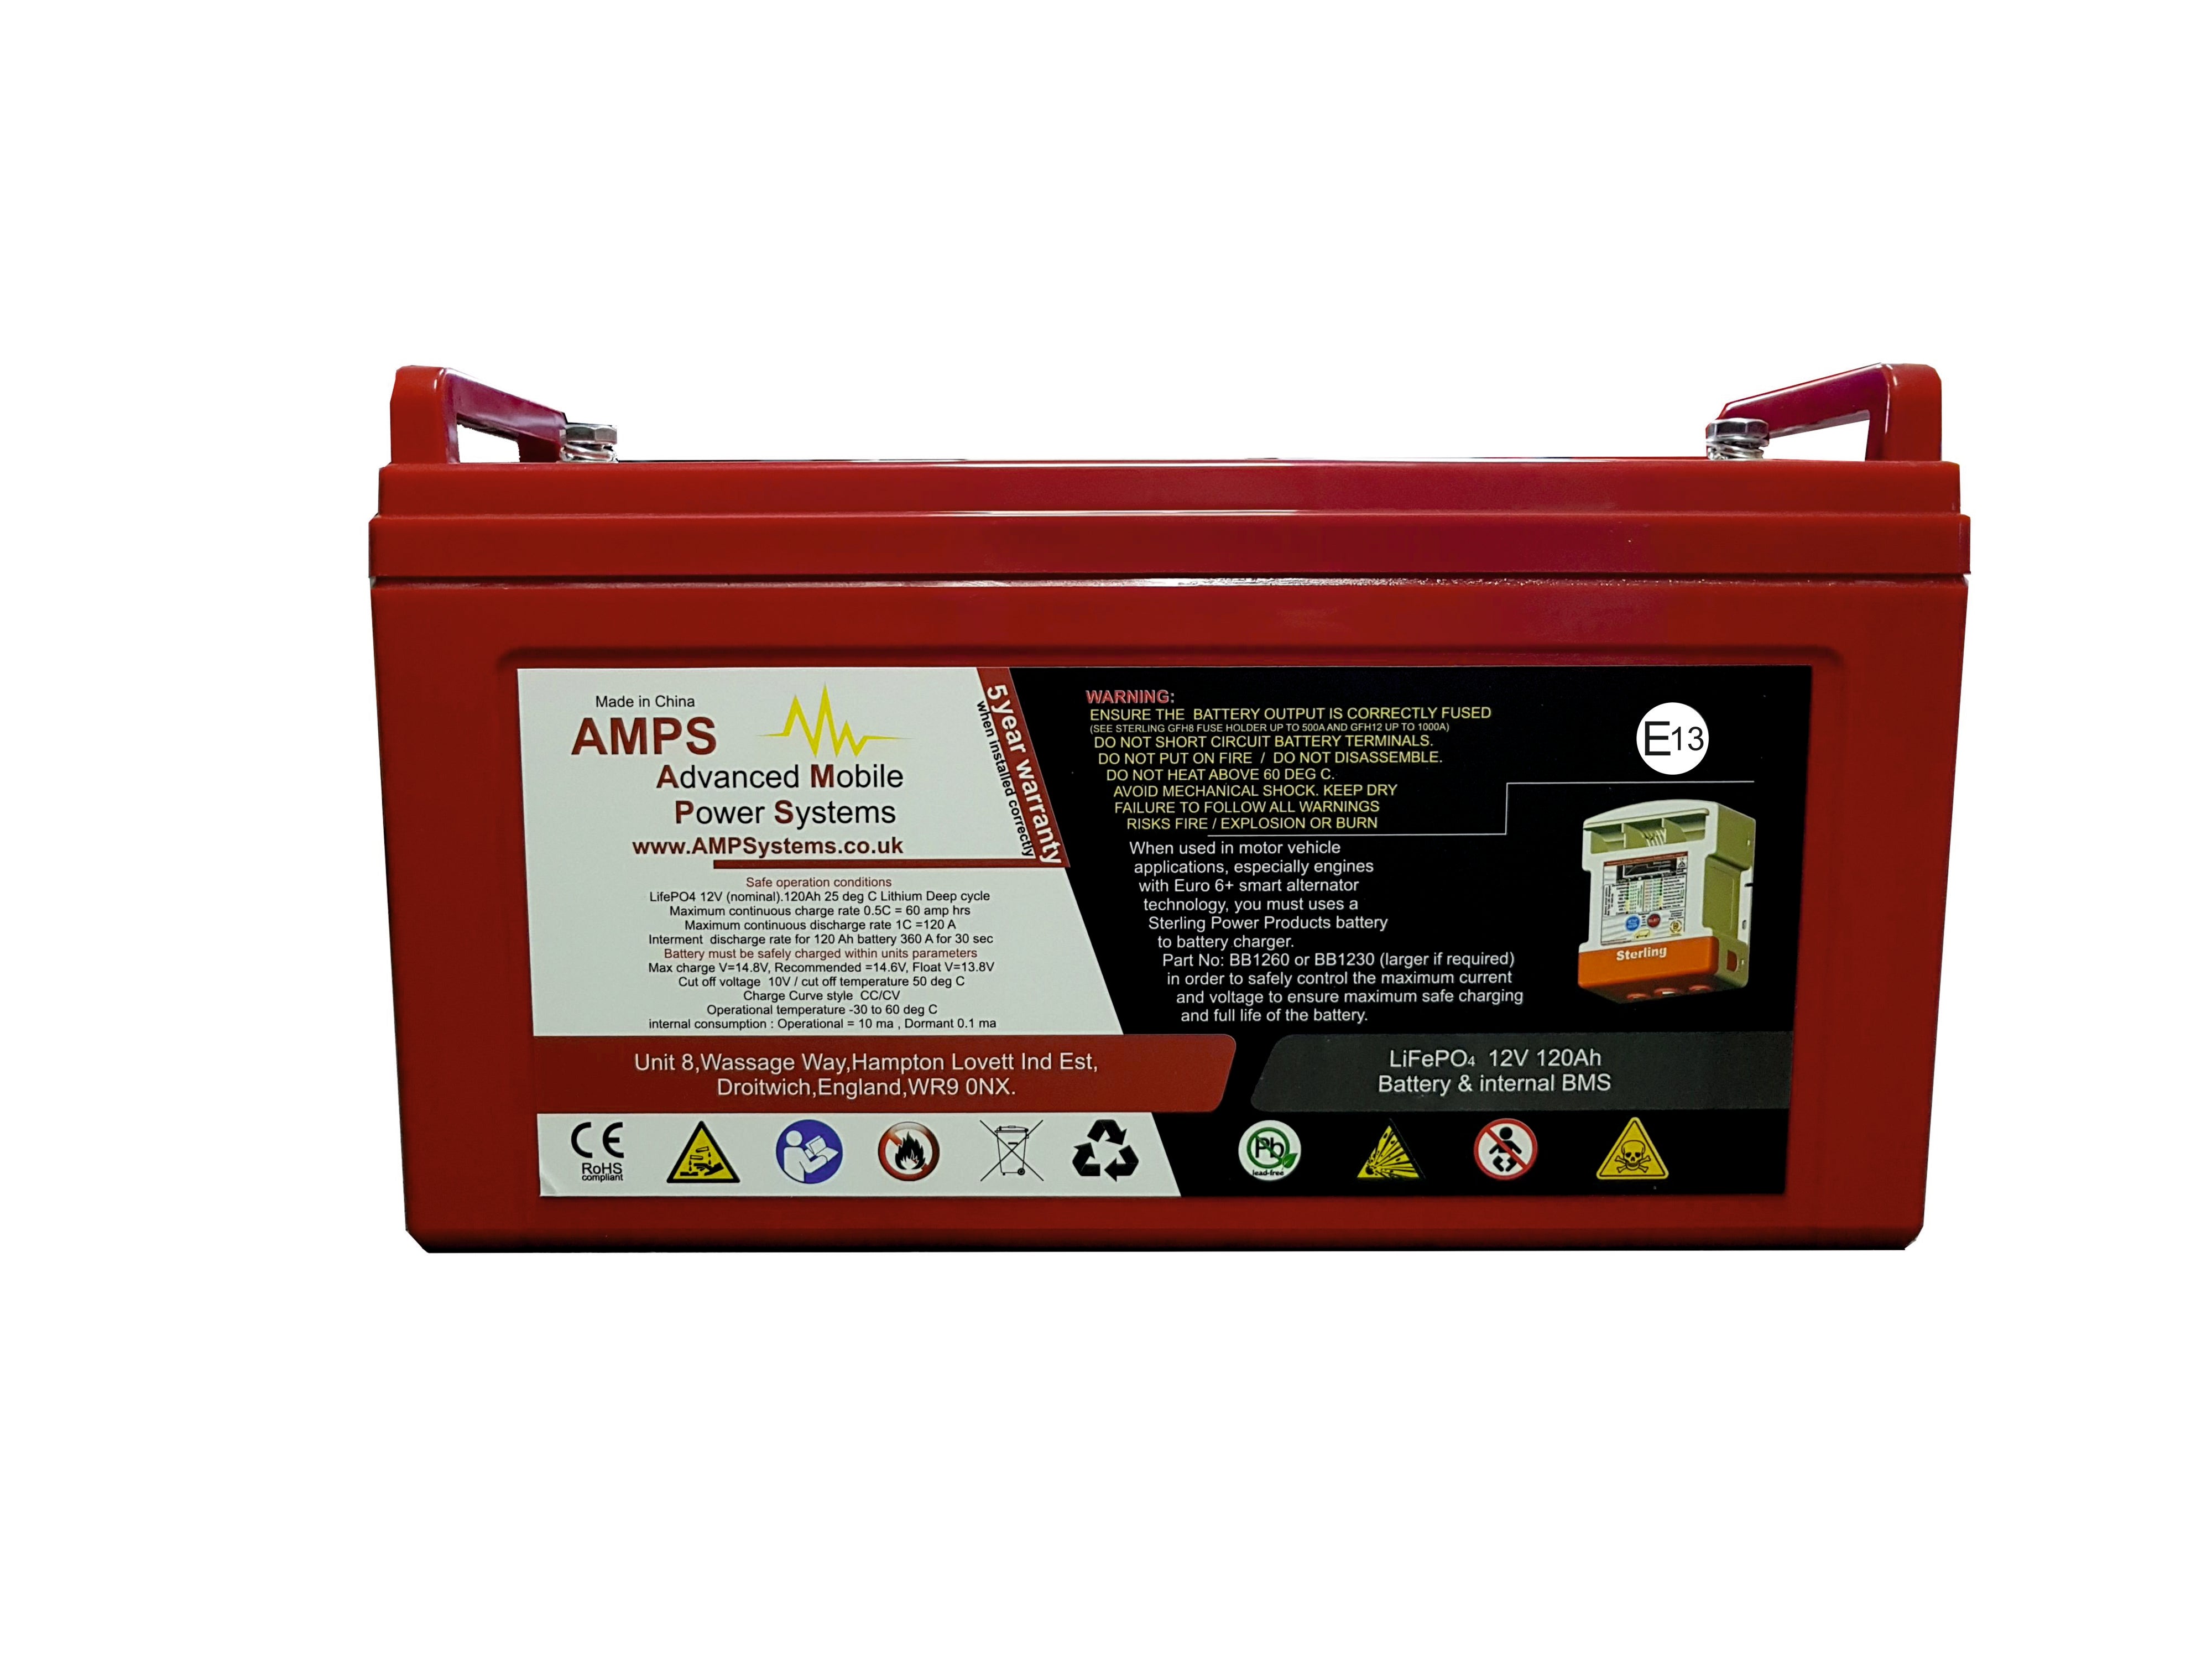 Made in China
AMPS
Advanced Mobile
Power Systems
www.AMPSystems.co.uk
5 year warranty
when installed correctly
Safe operation conditions
LifePO4 12V (nominal).120Ah 25 deg C Lithium Deep cycle
Maximum continuous charge rate 0.5C = 60 amp hrs
Maximum continuous discharge rate 1C =120 A
Interment discharge rate for 120 Ah battery 360 A for 30 sec
Battery must be safely charged within units parameters
Max charge V=14.8V, Recommended =14.6V, Float V=13.8V
Cut off voltage 10V / cut off temperature 50 deg C
Charge Curve style CC/CV
Operational temperature -30 to 60 deg C
internal consumption : Operational = 10 ma , Dormant 0.1 ma
Unit 8,Wassage Way,Hampton Lovett Ind Est,
Droitwich,England,WR9 0NX.
CE
RoHS
compliant
WARNING:
ENSURE THE BATTERY OUTPUT IS CORRECTLY FUSED
(SEE STERLING GFH8 FUSE HOLDER UP TO 500A AND GFH12 UP TO 1000A)
DO NOT SHORT CIRCUIT BATTERY TERMINALS.
DO NOT PUT ON FIRE / DO NOT DISASSEMBLE.
DO NOT HEAT ABOVE 60 DEG C.
AVOID MECHANICAL SHOCK. KEEP DRY
FAILURE TO FOLLOW ALL WARNINGS
RISKS FIRE / EXPLOSION OR BURN
E13
When used in motor vehicle
applications, especially engines
with Euro 6+ smart alternator
technology, you must uses a
Sterling Power Products battery
to battery charger.
Part No: BB1260 or BB1230 (larger if required)
in order to safely control the maximum current
and voltage to ensure maximum safe charging
and full life of the battery.
Sterling
LiFePO4 12V 120Ah
Battery & internal BMS
Pb
lead-free